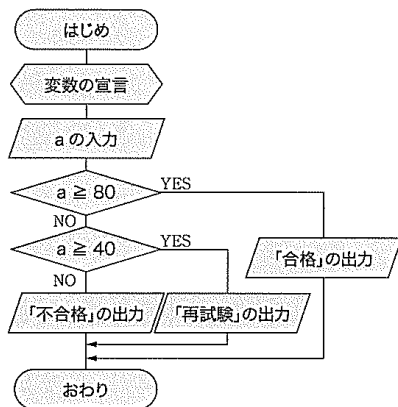 はじめ
変数の宣言
aの入力
a ≧ 80
YES
NO
a ≧ 40
YES
「合格」の出力
NO
「不合格」の出力
「再試験」の出力
おわり